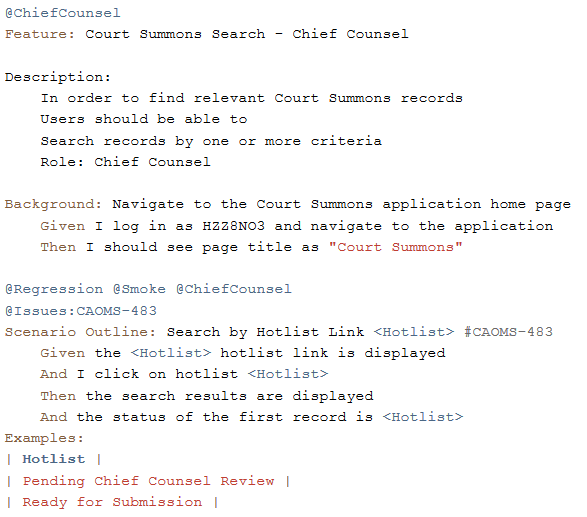 @ChiefCounsel
Feature: Court Summons Search - Chief Counsel
Description:
In order to find relevant Court Summons records
Users should be able to
Search records by one or more criteria
Role: Chief Counsel
Background: Navigate to the Court Summons application home page
Given I log in as HZZ8NO3 and navigate to the application
Then I should see page title as "Court Summons"
@Regression @Smoke @ChiefCounsel
@Issues:CAOMS-483
Scenario Outline: Search by Hotlist Link <Hotlist> #CAOMS-483
Given the <Hotlist> hotlist link is displayed
And I click on hotlist <Hotlist>
Then the search results are displayed
And the status of the first record is <Hotlist>
Examples:
| Hotlist |
| Pending Chief Counsel Review |
| Ready for Submission |